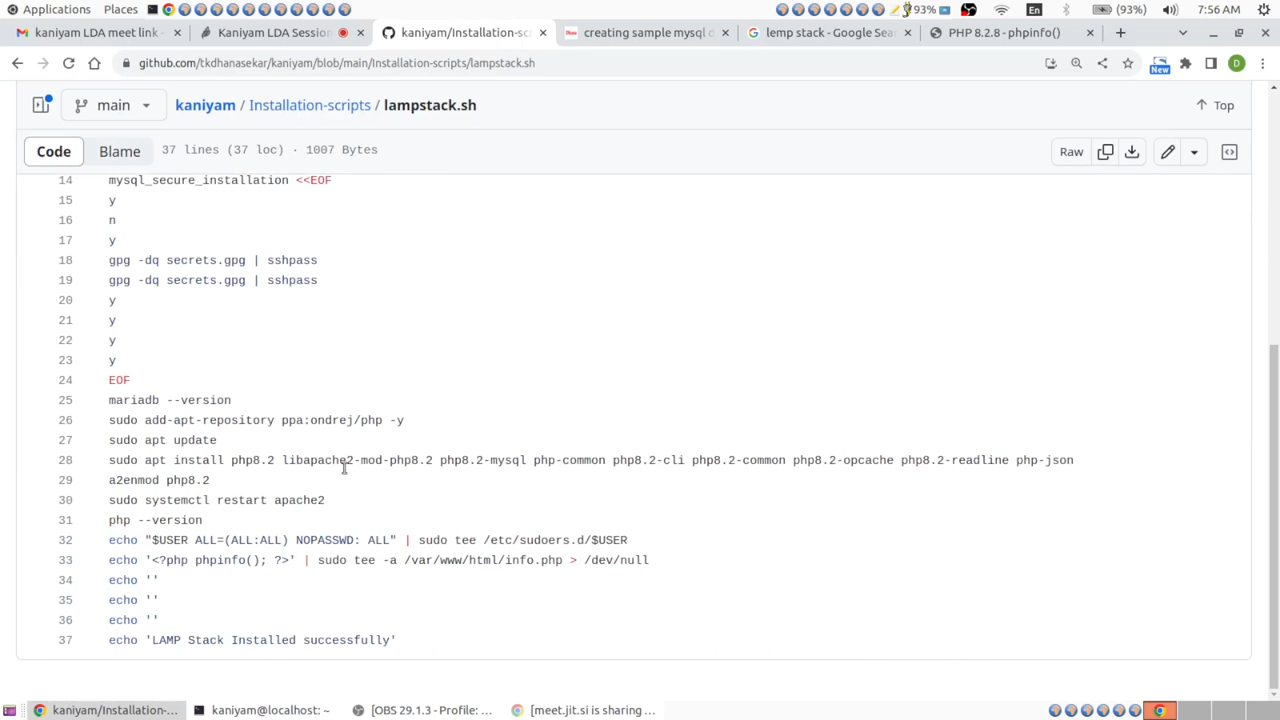 Applications Places 93% En (93%) 7:56 AM
kaniyam LDA meet link - Kaniyam LDA Session kaniyam/Installation-scr creating sample mysql d lemp stack - Google Sear PHP 8.2.8 - phpinfo()
github.com/tkdhanasekar/kaniyam/blob/main/Installation-scripts/lampstack.sh New D
main kaniyam / Installation-scripts / lampstack.sh Top
Code Blame 37 lines (37 loc) · 1007 Bytes Raw
14 mysql_secure_installation <<EOF
15 y
16 n
17 y
18 gpg -dq secrets.gpg | sshpass
19 gpg -dq secrets.gpg | sshpass
20 y
21 y
22 y
23 y
24 EOF
25 mariadb --version
26 sudo add-apt-repository ppa:ondrej/php -y
27 sudo apt update
28 sudo apt install php8.2 libapache2-mod-php8.2 php8.2-mysql php-common php8.2-cli php8.2-common php8.2-opcache php8.2-readline php-json
29 a2enmod php8.2
30 sudo systemctl restart apache2
31 php --version
32 echo "$USER ALL=(ALL:ALL) NOPASSWD: ALL" | sudo tee /etc/sudoers.d/$USER
33 echo '<?php phpinfo(); ?>' | sudo tee -a /var/www/html/info.php > /dev/null
34 echo ''
35 echo ''
36 echo ''
37 echo 'LAMP Stack Installed successfully'
kaniyam/Installation-... kaniyam@localhost: ~ [OBS 29.1.3 - Profile: ... [meet.jit.si is sharing ...